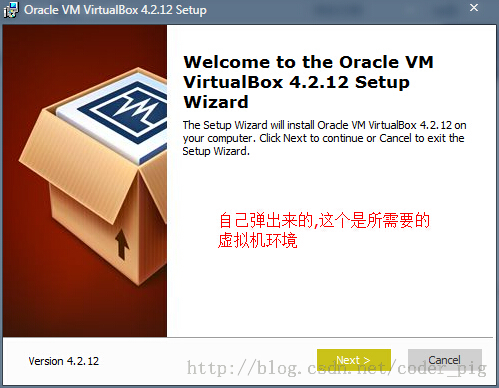 Oracle VM VirtualBox 4.2.12 Setup
Welcome to the Oracle VM
VirtualBox 4.2.12 Setup
Wizard
The Setup Wizard will install Oracle VM VirtualBox 4.2.12 on
your computer. Click Next to continue or Cancel to exit the
Setup Wizard.
自己弹出来的,这个是所需要的
虚拟机环境
Version 4.2.12
Next >
Cancel
http://blog.csdn.net/coder_pig